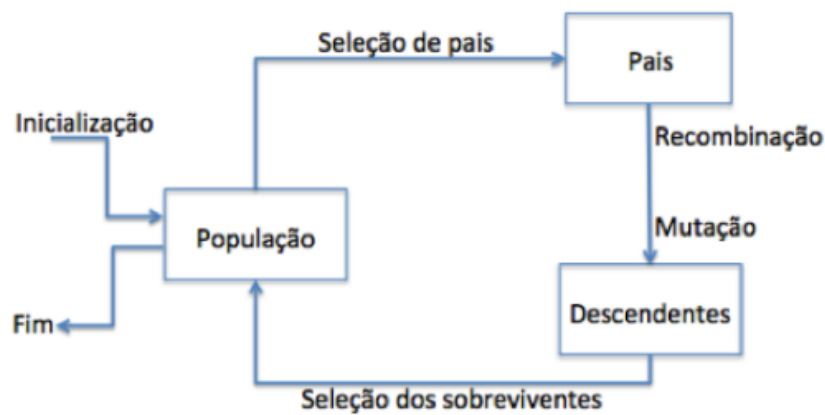 Seleção de pais
Pais
Inicialização
Recombinação
População
Mutação
Descendentes
Fim
Seleção dos sobreviventes